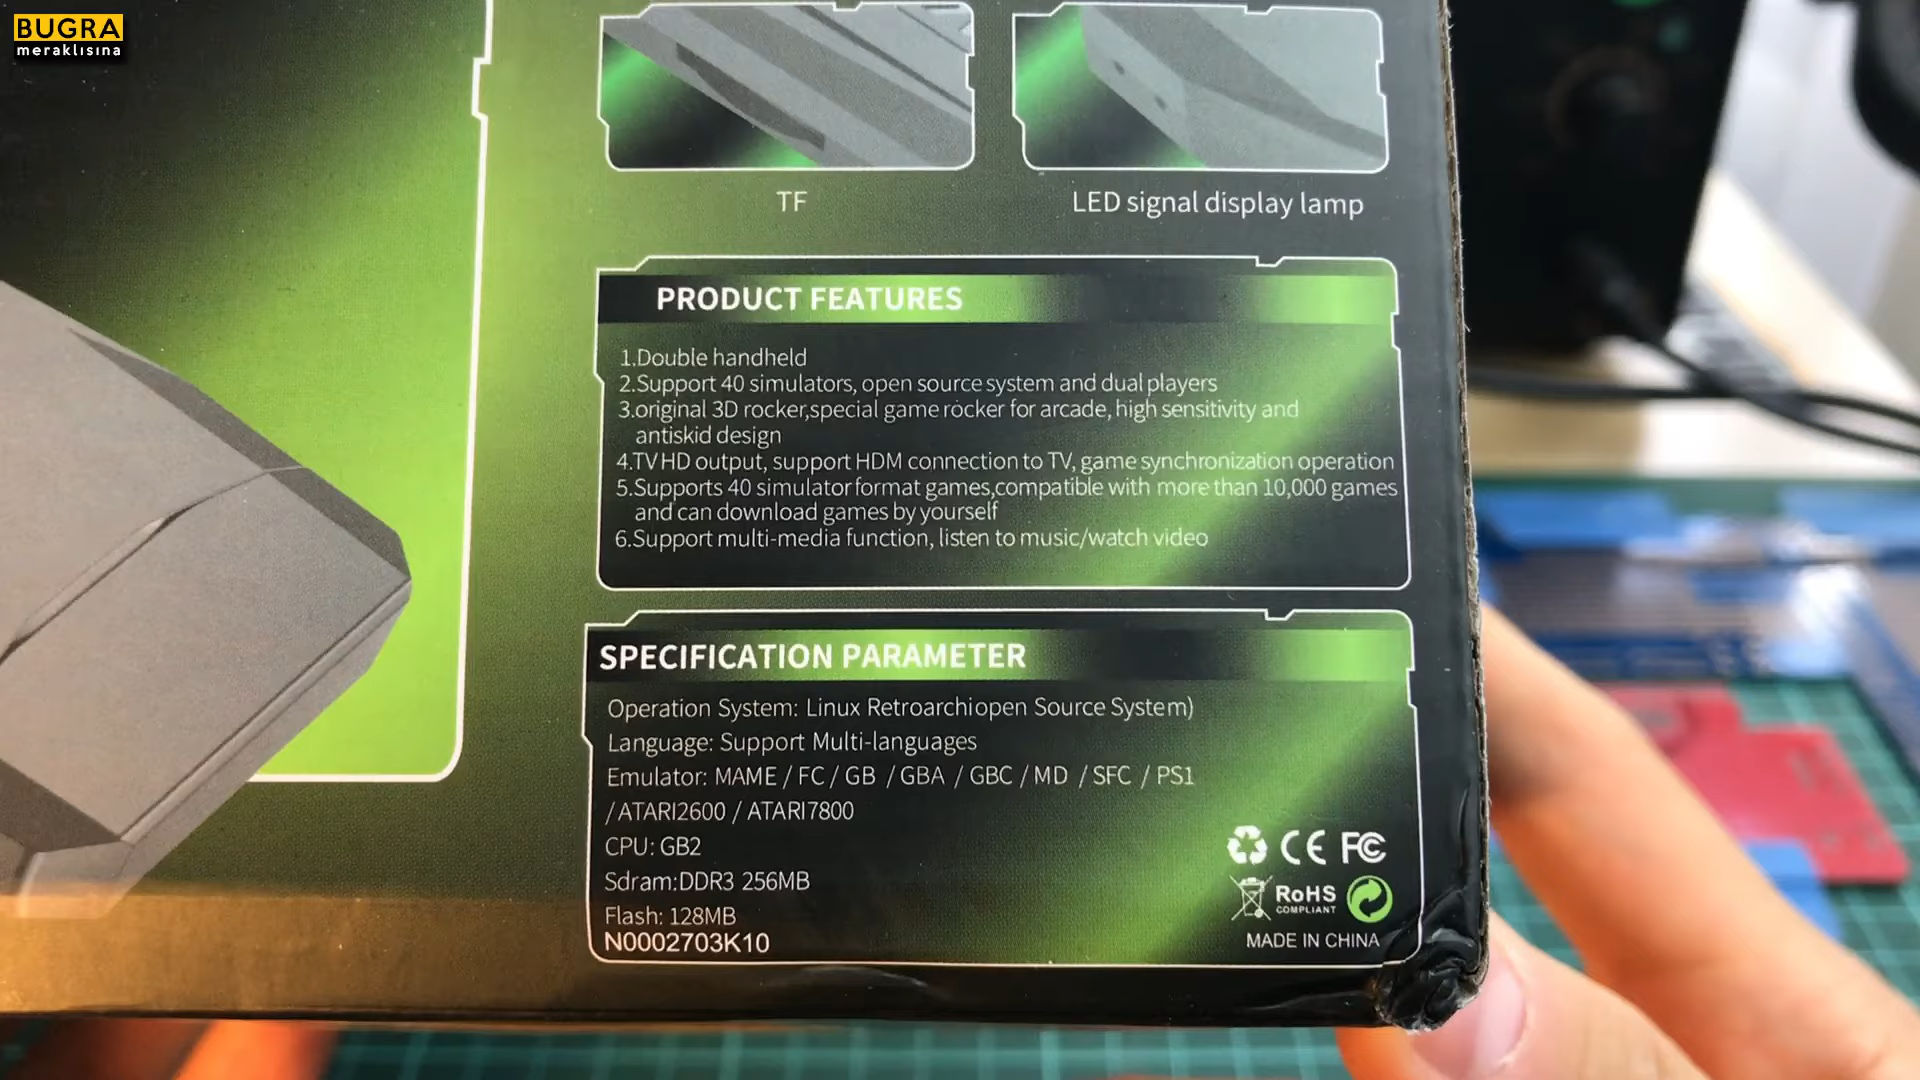 BUGRA
meraklısına
TF
LED signal display lamp
PRODUCT FEATURES
1.Double handheld
2.Support 40 simulators, open source system and dual players
3.original 3D rocker,special game rocker for arcade, high sensitivity and
antiskid design
4.TV HD output, support HDM connection to TV, game synchronization operation
5.Supports 40 simulator format games,compatible with more than 10,000 games
and can download games by yourself
6.Support multi-media function, listen to music/watch video
SPECIFICATION PARAMETER
Operation System: Linux Retroarchiopen Source System)
Language: Support Multi-languages
Emulator: MAME / FC / GB / GBA / GBC / MD / SFC / PS1
/ ATARI2600 / ATARI7800
CPU: GB2
Sdram:DDR3 256MB
Flash: 128MB
N0002703K10
CE FC
RoHS
COMPLIANT
MADE IN CHINA